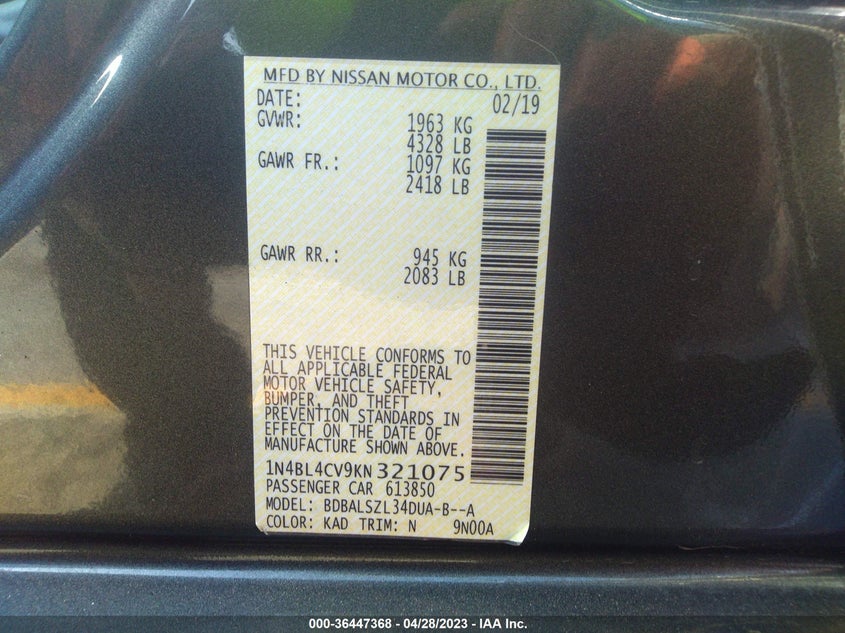 MFD BY NISSAN MOTOR CO., LTD.
DATE: 02/19
GVWR: 1963 KG
4328 LB
GAWR FR.: 1097 KG
2418 LB
GAWR RR.: 945 KG
2083 LB
THIS VEHICLE CONFORMS TO
ALL APPLICABLE FEDERAL
MOTOR VEHICLE SAFETY,
BUMPER, AND THEFT
PREVENTION STANDARDS IN
EFFECT ON THE DATE OF
MANUFACTURE SHOWN ABOVE.
1N4BL4CV9KN321075
PASSENGER CAR 613850
MODEL: BDBALSZL34DUA-B--A
COLOR: KAD TRIM: N 9N00A
000-36447368 - 04/28/2023 - IAA Inc.